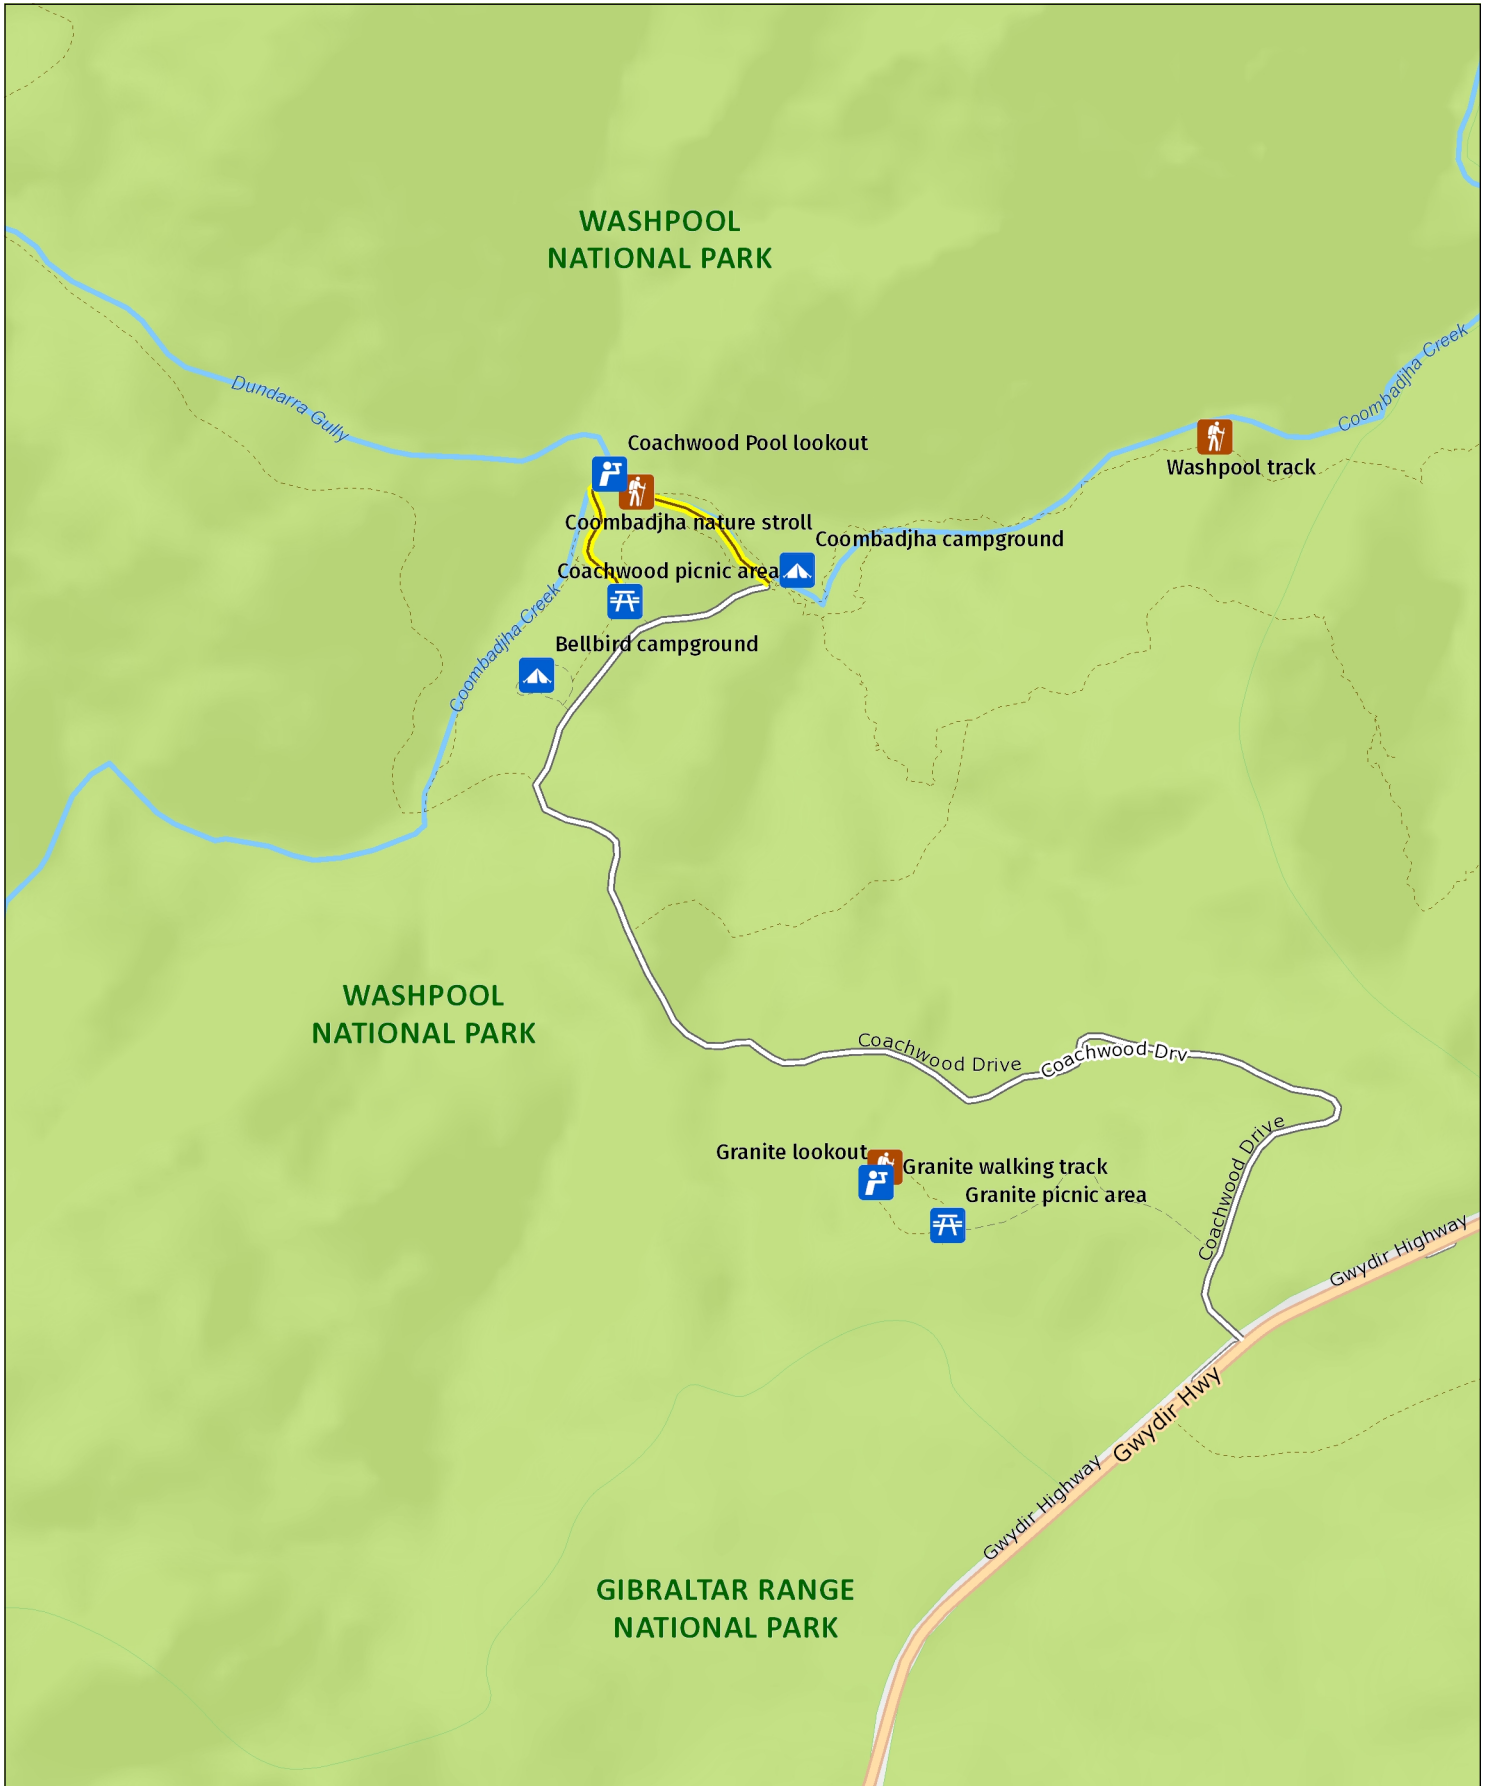 WASHPOOL
NATIONAL PARK
Coombadjha Creek
Dundarra Gully
Coachwood Pool lookout
Washpool track
Coombadjha nature stroll
Coombadjha campground
Coachwood picnic area
Coombadjha Creek
Bellbird campground
WASHPOOL
NATIONAL PARK
Coachwood Drive
Coachwood Drv
Coachwood Drive
Granite lookout
Granite walking track
Granite picnic area
Gwydir Highway
Gwydir Hwy
Gwydir Highway
GIBRALTAR RANGE
NATIONAL PARK